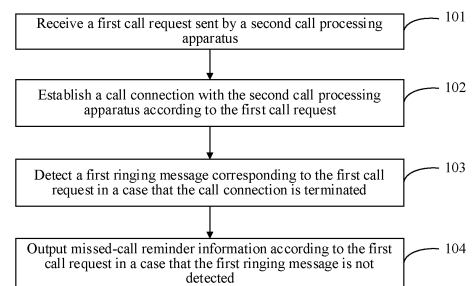 Receive a first call request sent by a second call processing
apparatus
101
Establish a call connection with the second call processing
apparatus according to the first call request
102
Detect a first ringing message corresponding to the first call
request in a case that the call connection is terminated
103
Output missed-call reminder information according to the first
call request in a case that the first ringing message is not
detected
104